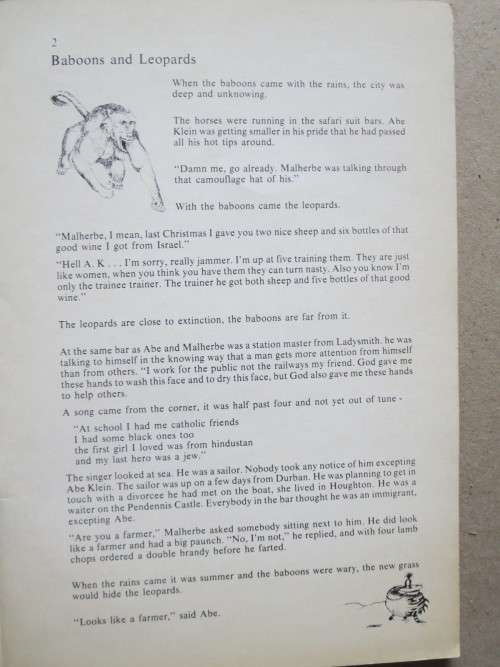 2
Baboons and Leopards
When the baboons came with the rains, the city was
deep and unknowing.
The horses were running in the safari suit bars. Abe
Klein was getting smaller in his pride that he had passed
all his hot tips around.
"Damn me, go already. Malherbe was talking through
that camouflage hat of his."
With the baboons came the leopards.
"Malherbe, I mean, last Christmas I gave you two nice sheep and six bottles of that
good wine I got from Israel."
"Hell A. K . . . I'm sorry, really jammer. I'm up at five training them. They are just
like women, when you think you have them they can turn nasty. Also you know I'm
only the trainee trainer. The trainer he got both sheep and five bottles of that good
wine."
The leopards are close to extinction, the baboons are far from it.
At the same bar as Abe and Malherbe was a station master from Ladysmith. he was
talking to himself in the knowing way that a man gets more attention from himself
than from others. "I work for the public not the railways my friend. God gave me
these hands to wash this face and to dry this face, but God also gave me these hands
to help others.
A song came from the corner, it was half past four and not yet out of tune -
"At school I had me catholic friends
I had some black ones too
the first girl I loved was from hindustan
and my last hero was a jew."
The singer looked at sea. He was a sailor. Nobody took any notice of him excepting
Abe Klein. The sailor was up on a few days from Durban. He was planning to get in
touch with a divorcee he had met on the boat, she lived in Houghton. He was a
waiter on the Pendennis Castle. Everybody in the bar thought he was an immigrant,
excepting Abe.
"Are you a farmer," Malherbe asked somebody sitting next to him. He did look
like a farmer and had a big paunch. "No, I'm not," he replied, and with four lamb
chops ordered a double brandy before he farted.
When the rains came it was summer and the baboons were wary, the new grass
would hide the leopards.
"Looks like a farmer," said Abe.